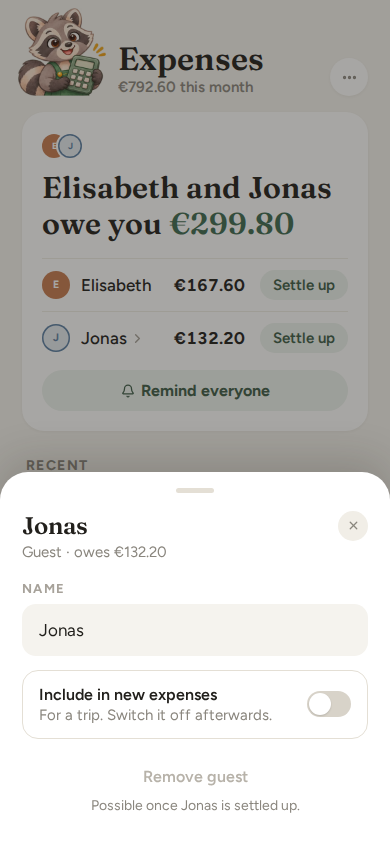 Expenses
€792.60 this month
E J
Elisabeth and Jonas
owe you €299.80
E Elisabeth €167.60 Settle up
J Jonas €132.20 Settle up
Remind everyone
RECENT
Jonas
Guest · owes €132.20
NAME
Jonas
Include in new expenses
For a trip. Switch it off afterwards.
Remove guest
Possible once Jonas is settled up.